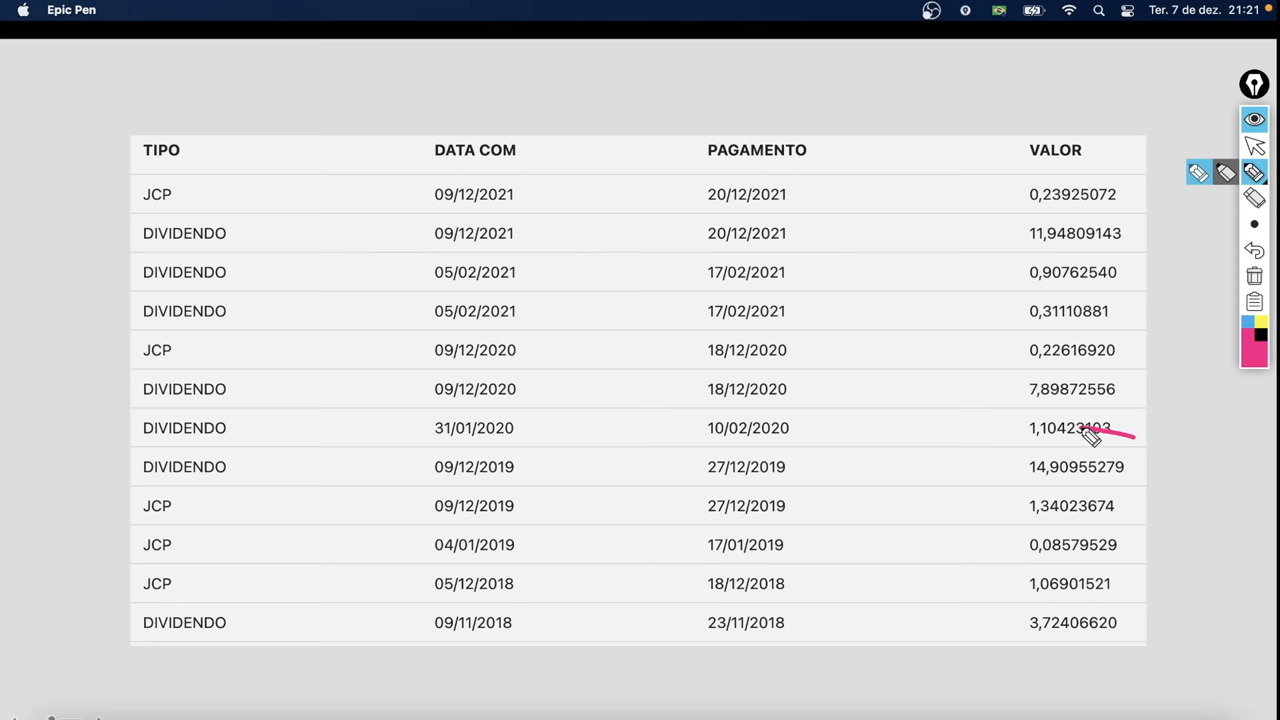 Epic Pen Ter. 7 de dez. 21:21
TIPO DATA COM PAGAMENTO VALOR
JCP 09/12/2021 20/12/2021 0,23925072
DIVIDENDO 09/12/2021 20/12/2021 11,94809143
DIVIDENDO 05/02/2021 17/02/2021 0,90762540
DIVIDENDO 05/02/2021 17/02/2021 0,31110881
JCP 09/12/2020 18/12/2020 0,22616920
DIVIDENDO 09/12/2020 18/12/2020 7,89872556
DIVIDENDO 31/01/2020 10/02/2020
DIVIDENDO 09/12/2019 27/12/2019 14,90955279
JCP 09/12/2019 27/12/2019 1,34023674
JCP 04/01/2019 17/01/2019 0,08579529
JCP 05/12/2018 18/12/2018 1,06901521
DIVIDENDO 09/11/2018 23/11/2018 3,72406620